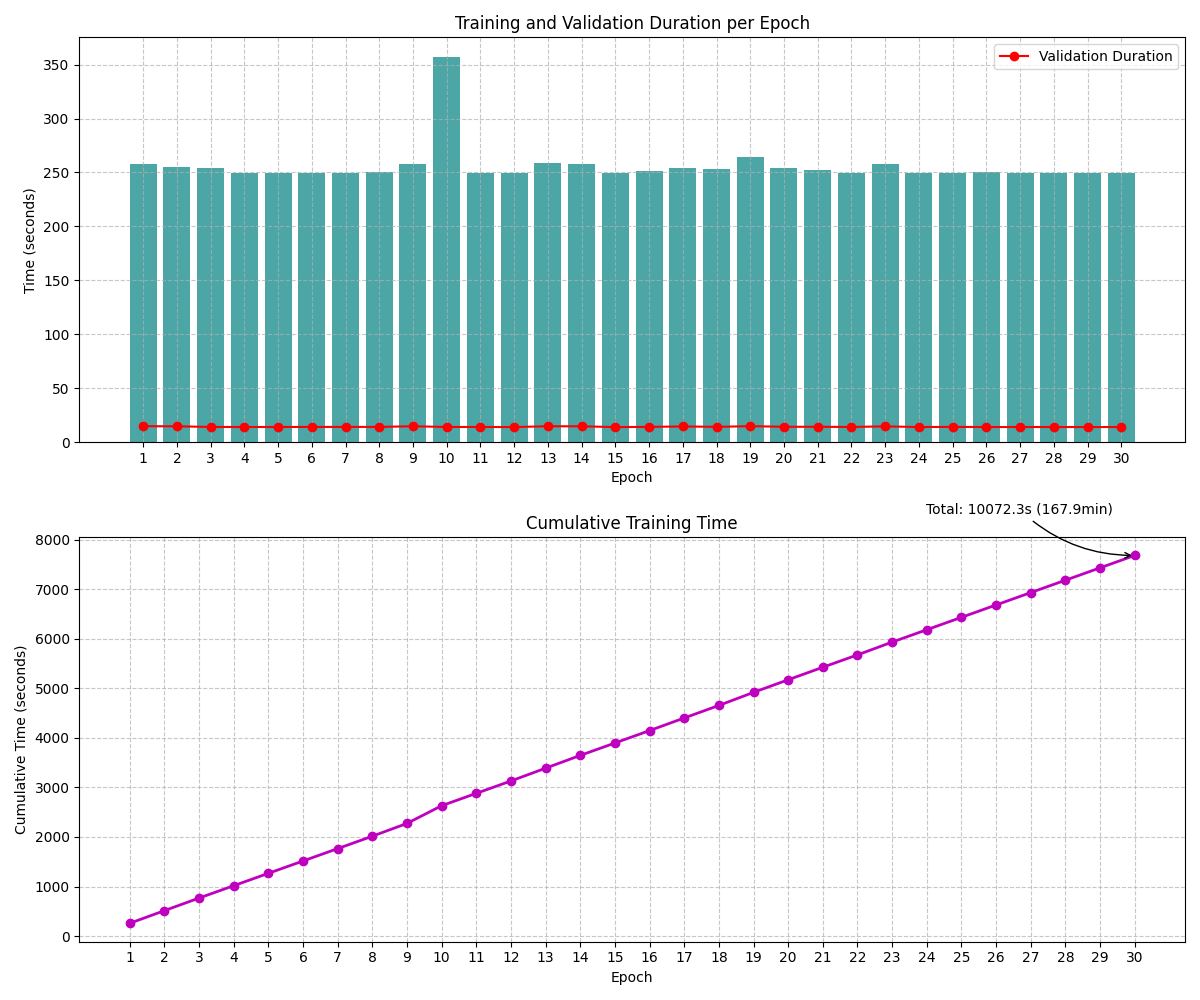 Training and Validation Duration per Epoch
Validation Duration
Time (seconds)
350
300
250
200
150
100
50
0
1 2 3 4 5 6 7 8 9 10 11 12 13 14 15 16 17 18 19 20 21 22 23 24 25 26 27 28 29 30
Epoch
Total: 10072.3s (167.9min)
Cumulative Training Time
Cumulative Time (seconds)
8000
7000
6000
5000
4000
3000
2000
1000
0
1 2 3 4 5 6 7 8 9 10 11 12 13 14 15 16 17 18 19 20 21 22 23 24 25 26 27 28 29 30
Epoch